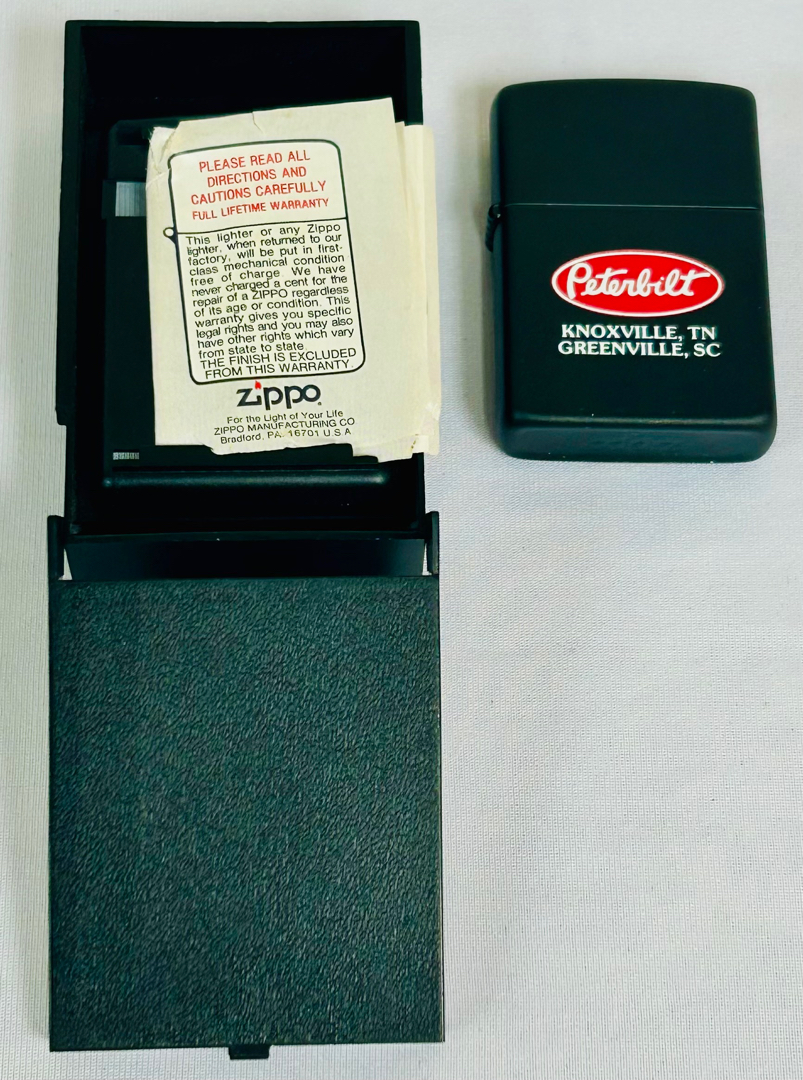 PLEASE READ ALL
DIRECTIONS AND
CAUTIONS CAREFULLY
FULL LIFETIME WARRANTY
This lighter or any Zippo
lighter, when returned to our
factory, will be put in first-
class mechanical condition
free of charge. We have
never charged a cent for the
repair of a ZIPPO regardless
of its age or condition. This
warranty gives you specific
legal rights and you may also
have other rights which vary
from state to state.
THE FINISH IS EXCLUDED
FROM THIS WARRANTY.
Zippo
For the Light of Your Life
ZIPPO MANUFACTURING CO
Bradford, PA. 16701 U.S.A
Peterbilt
KNOXVILLE, TN
GREENVILLE, SC